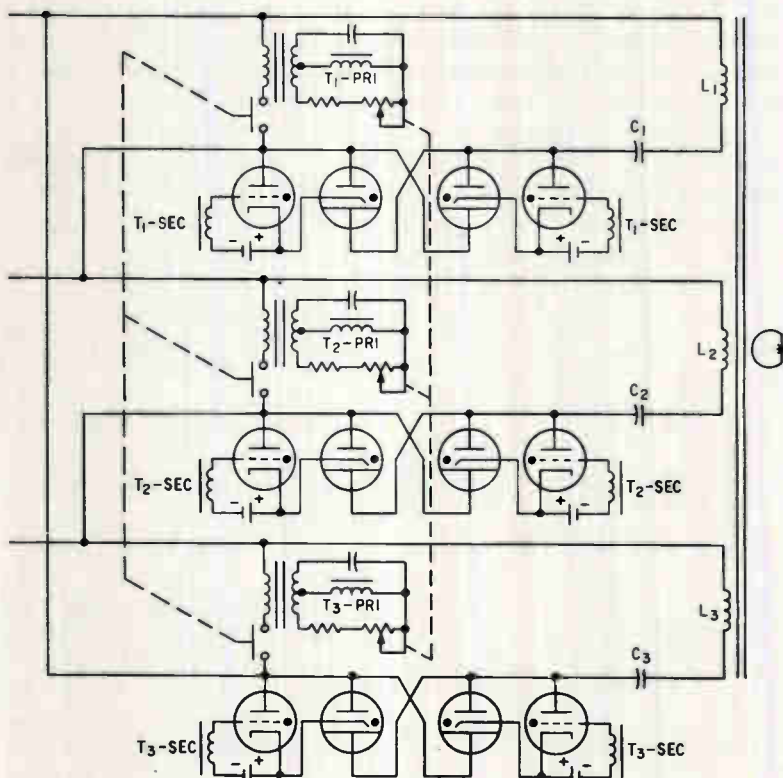 T1-PRI
L1
C1
T1-SEC
- +
+ -
T1-SEC
T2-PRI
L2
C2
T2-SEC
- +
+ -
T2-SEC
T3-PRI
L3
C3
T3-SEC
- +
+ -
T3-SEC